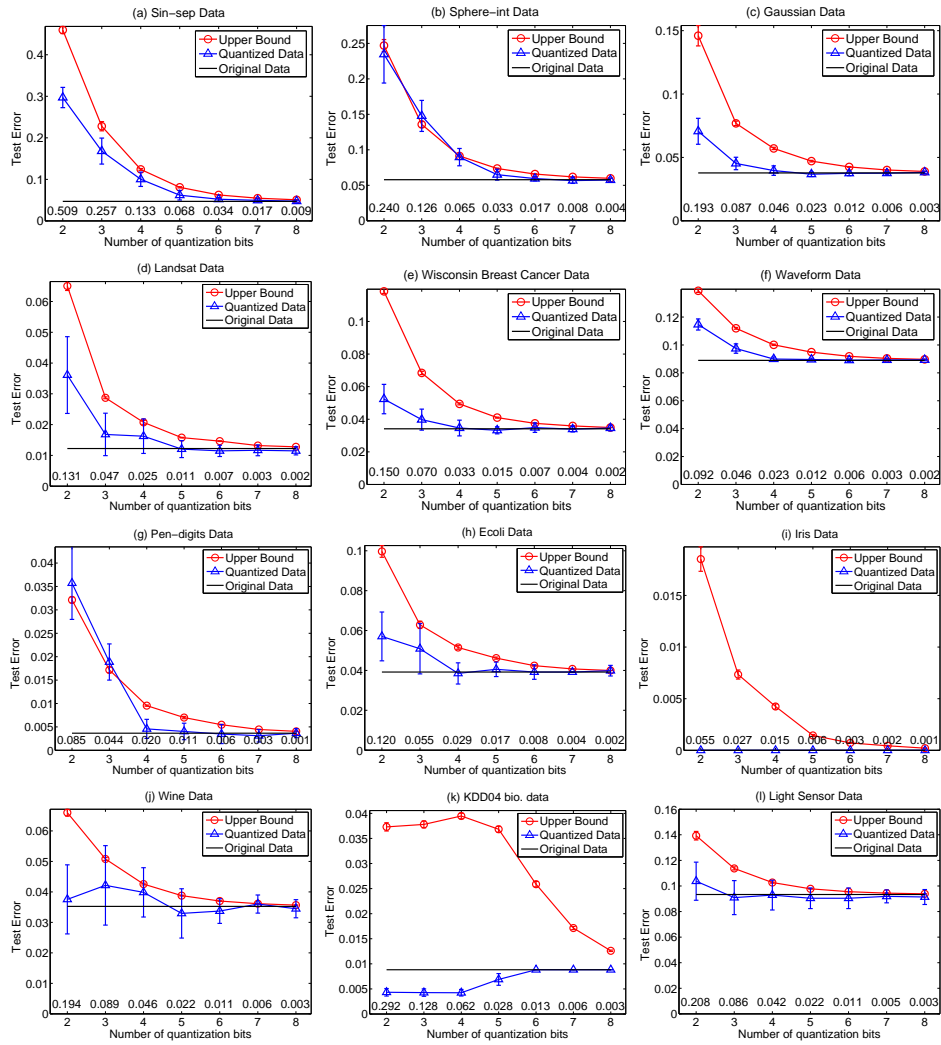 (a) Sin−sep Data
Upper Bound
Quantized Data
Original Data
Test Error
0.4
0.3
0.2
0.1
0
0.509 0.257 0.133 0.068 0.034 0.017 0.009
2 3 4 5 6 7 8
Number of quantization bits
(b) Sphere−int Data
Upper Bound
Quantized Data
Original Data
Test Error
0.25
0.2
0.15
0.1
0.05
0
0.240 0.126 0.065 0.033 0.017 0.008 0.004
2 3 4 5 6 7 8
Number of quantization bits
(c) Gaussian Data
Upper Bound
Quantized Data
Original Data
Test Error
0.15
0.1
0.05
0
0.193 0.087 0.046 0.023 0.012 0.006 0.003
2 3 4 5 6 7 8
Number of quantization bits
(d) Landsat Data
Upper Bound
Quantized Data
Original Data
Test Error
0.06
0.05
0.04
0.03
0.02
0.01
0
0.131 0.047 0.025 0.011 0.007 0.003 0.002
2 3 4 5 6 7 8
Number of quantization bits
(e) Wisconsin Breast Cancer Data
Upper Bound
Quantized Data
Original Data
Test Error
0.1
0.08
0.06
0.04
0.02
0
0.150 0.070 0.033 0.015 0.007 0.004 0.002
2 3 4 5 6 7 8
Number of quantization bits
(f) Waveform Data
Upper Bound
Quantized Data
Original Data
Test Error
0.12
0.1
0.08
0.06
0.04
0.02
0
0.092 0.046 0.023 0.012 0.006 0.003 0.002
2 3 4 5 6 7 8
Number of quantization bits
(g) Pen−digits Data
Upper Bound
Quantized Data
Original Data
Test Error
0.04
0.035
0.03
0.025
0.02
0.015
0.01
0.005
0
0.085 0.044 0.020 0.011 0.006 0.003 0.001
2 3 4 5 6 7 8
Number of quantization bits
(h) Ecoli Data
Upper Bound
Quantized Data
Original Data
Test Error
0.1
0.08
0.06
0.04
0.02
0
0.120 0.055 0.029 0.017 0.008 0.004 0.002
2 3 4 5 6 7 8
Number of quantization bits
(i) Iris Data
Upper Bound
Quantized Data
Original Data
Test Error
0.015
0.01
0.005
0
0.055 0.027 0.015 0.006 0.003 0.002 0.001
2 3 4 5 6 7 8
Number of quantization bits
(j) Wine Data
Upper Bound
Quantized Data
Original Data
Test Error
0.06
0.05
0.04
0.03
0.02
0.01
0
0.194 0.089 0.046 0.022 0.011 0.006 0.003
2 3 4 5 6 7 8
Number of quantization bits
(k) KDD04 bio. data
Upper Bound
Quantized Data
Original Data
Test Error
0.04
0.035
0.03
0.025
0.02
0.015
0.01
0.005
0
0.292 0.128 0.062 0.028 0.013 0.006 0.003
2 3 4 5 6 7 8
Number of quantization bits
(l) Light Sensor Data
Upper Bound
Quantized Data
Original Data
Test Error
0.16
0.14
0.12
0.1
0.08
0.06
0.04
0.02
0
0.208 0.086 0.042 0.022 0.011 0.005 0.003
2 3 4 5 6 7 8
Number of quantization bits